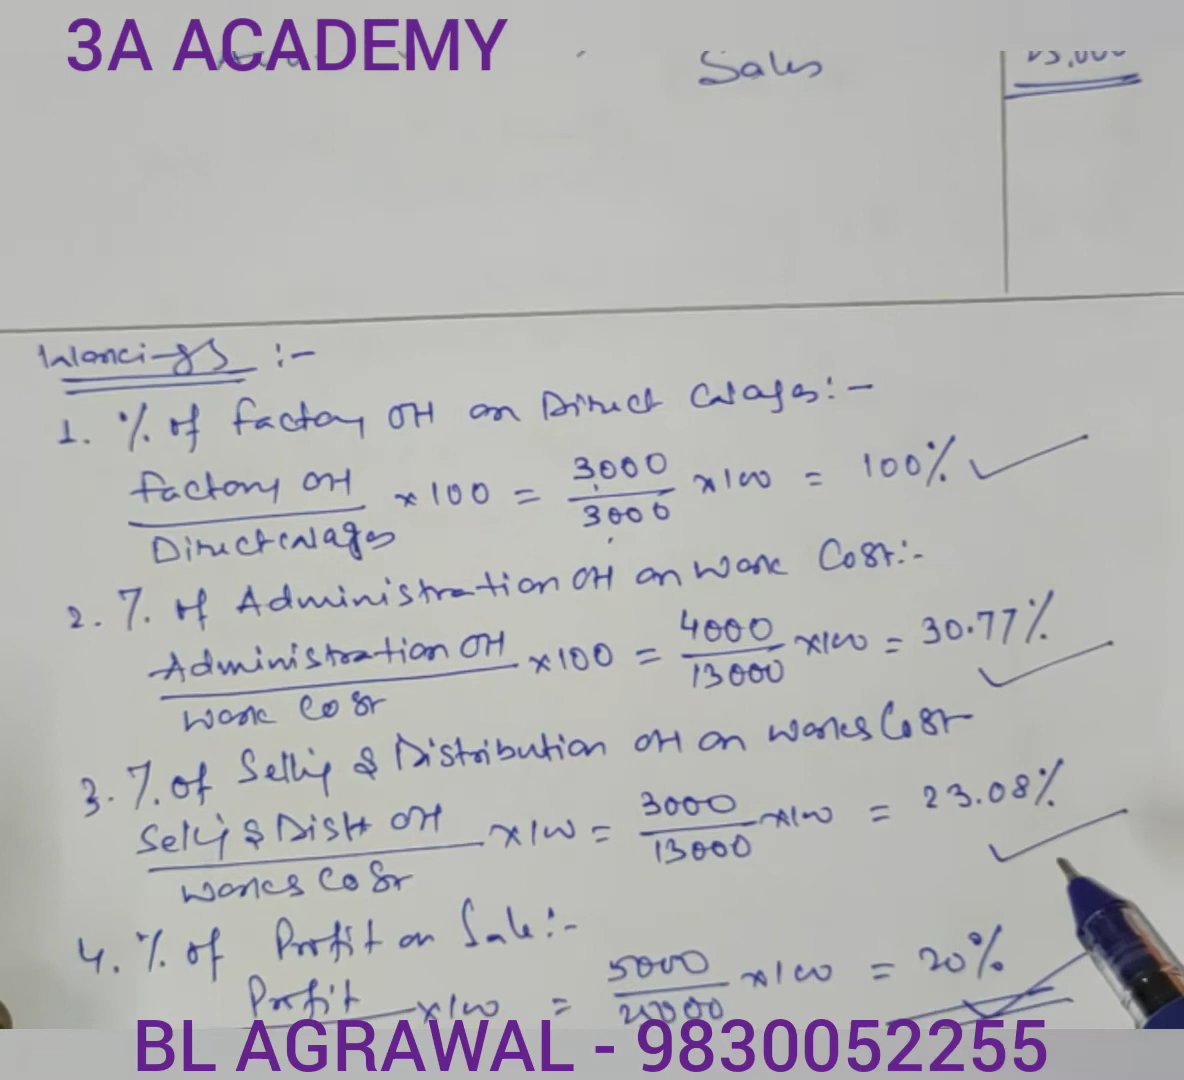 3A ACADEMY
Sales
Workings :-
1. % of factory OH on Direct Wages:-
Factory OH ×100 = 3000 ×100 = 100%
Direct Wages 3000
2. % of Administration OH on Work Cost:-
Administration OH ×100 = 4000 ×100 = 30.77%
Work Cost 13000
3. % of Selling & Distribution OH on Works Cost
Selling & Distr OH ×100 = 3000 ×100 = 23.08%
Works Cost 13000
4. % of Profit on Sale:-
Profit ×100 = 5000 ×100 = 20%
BL AGRAWAL - 9830052255